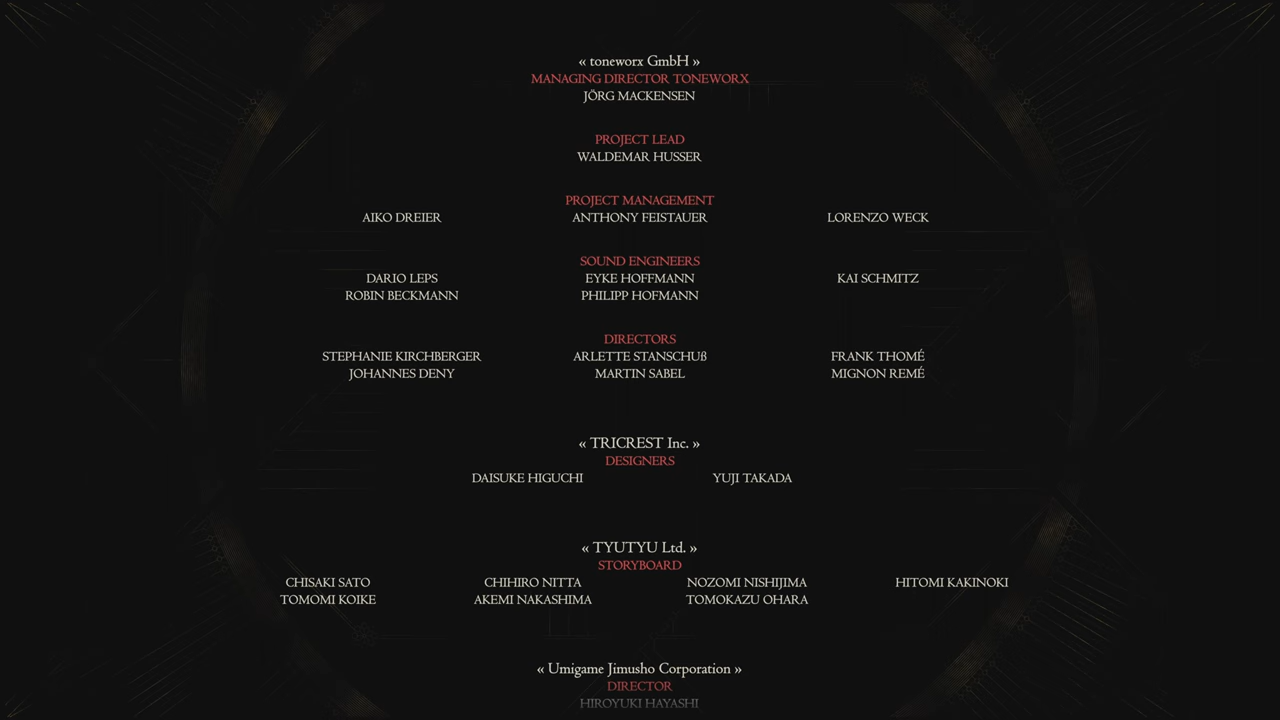 « toneworx GmbH »
MANAGING DIRECTOR TONEWORX
JÖRG MACKENSEN
PROJECT LEAD
WALDEMAR HUSSER
PROJECT MANAGEMENT
AIKO DREIER ANTHONY FEISTAUER LORENZO WECK
SOUND ENGINEERS
DARIO LEPS EYKE HOFFMANN KAI SCHMITZ
ROBIN BECKMANN PHILIPP HOFMANN
DIRECTORS
STEPHANIE KIRCHBERGER ARLETTE STANSCHUß FRANK THOMÉ
JOHANNES DENY MARTIN SABEL MIGNON REMÉ
« TRICREST Inc. »
DESIGNERS
DAISUKE HIGUCHI YUJI TAKADA
« TYUTYU Ltd. »
STORYBOARD
CHISAKI SATO CHIHIRO NITTA NOZOMI NISHIJIMA HITOMI KAKINOKI
TOMOMI KOIKE AKEMI NAKASHIMA TOMOKAZU OHARA
« Umigame Jimusho Corporation »
DIRECTOR
HIROYUKI HAYASHI